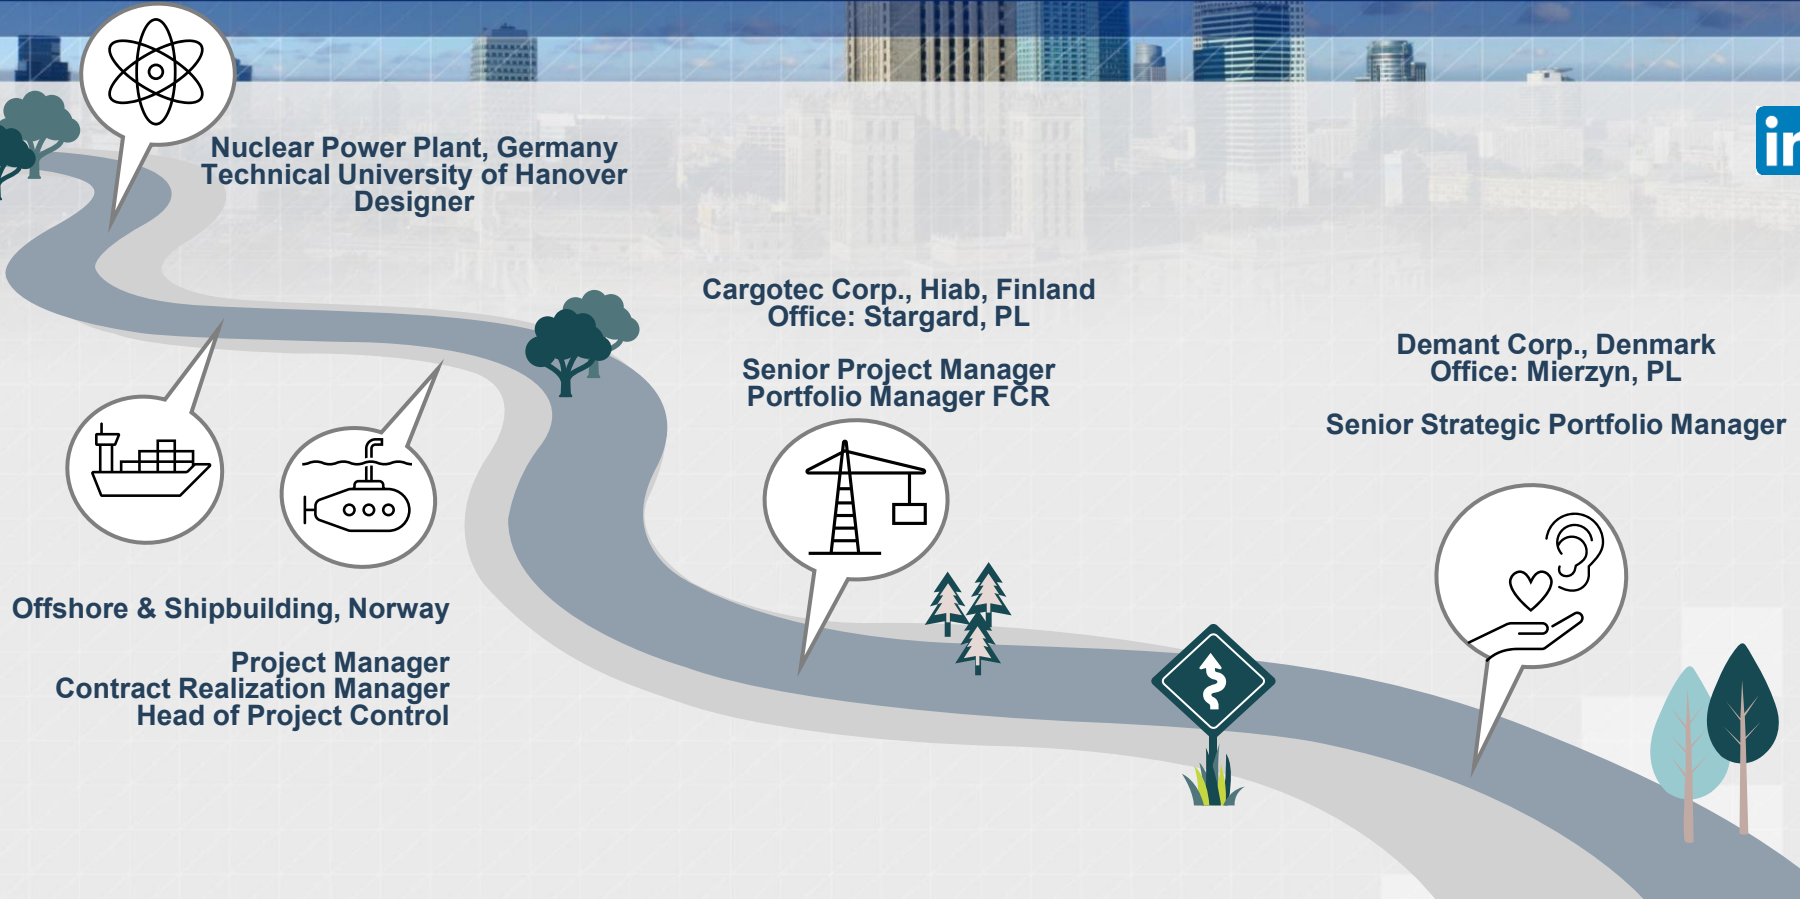 Nuclear Power Plant, Germany
Technical University of Hanover
Designer
in
Cargotec Corp., Hiab, Finland
Office: Stargard, PL
Senior Project Manager
Portfolio Manager FCR
Demant Corp., Denmark
Office: Mierzyn, PL
Senior Strategic Portfolio Manager
Offshore & Shipbuilding, Norway
Project Manager
Contract Realization Manager
Head of Project Control